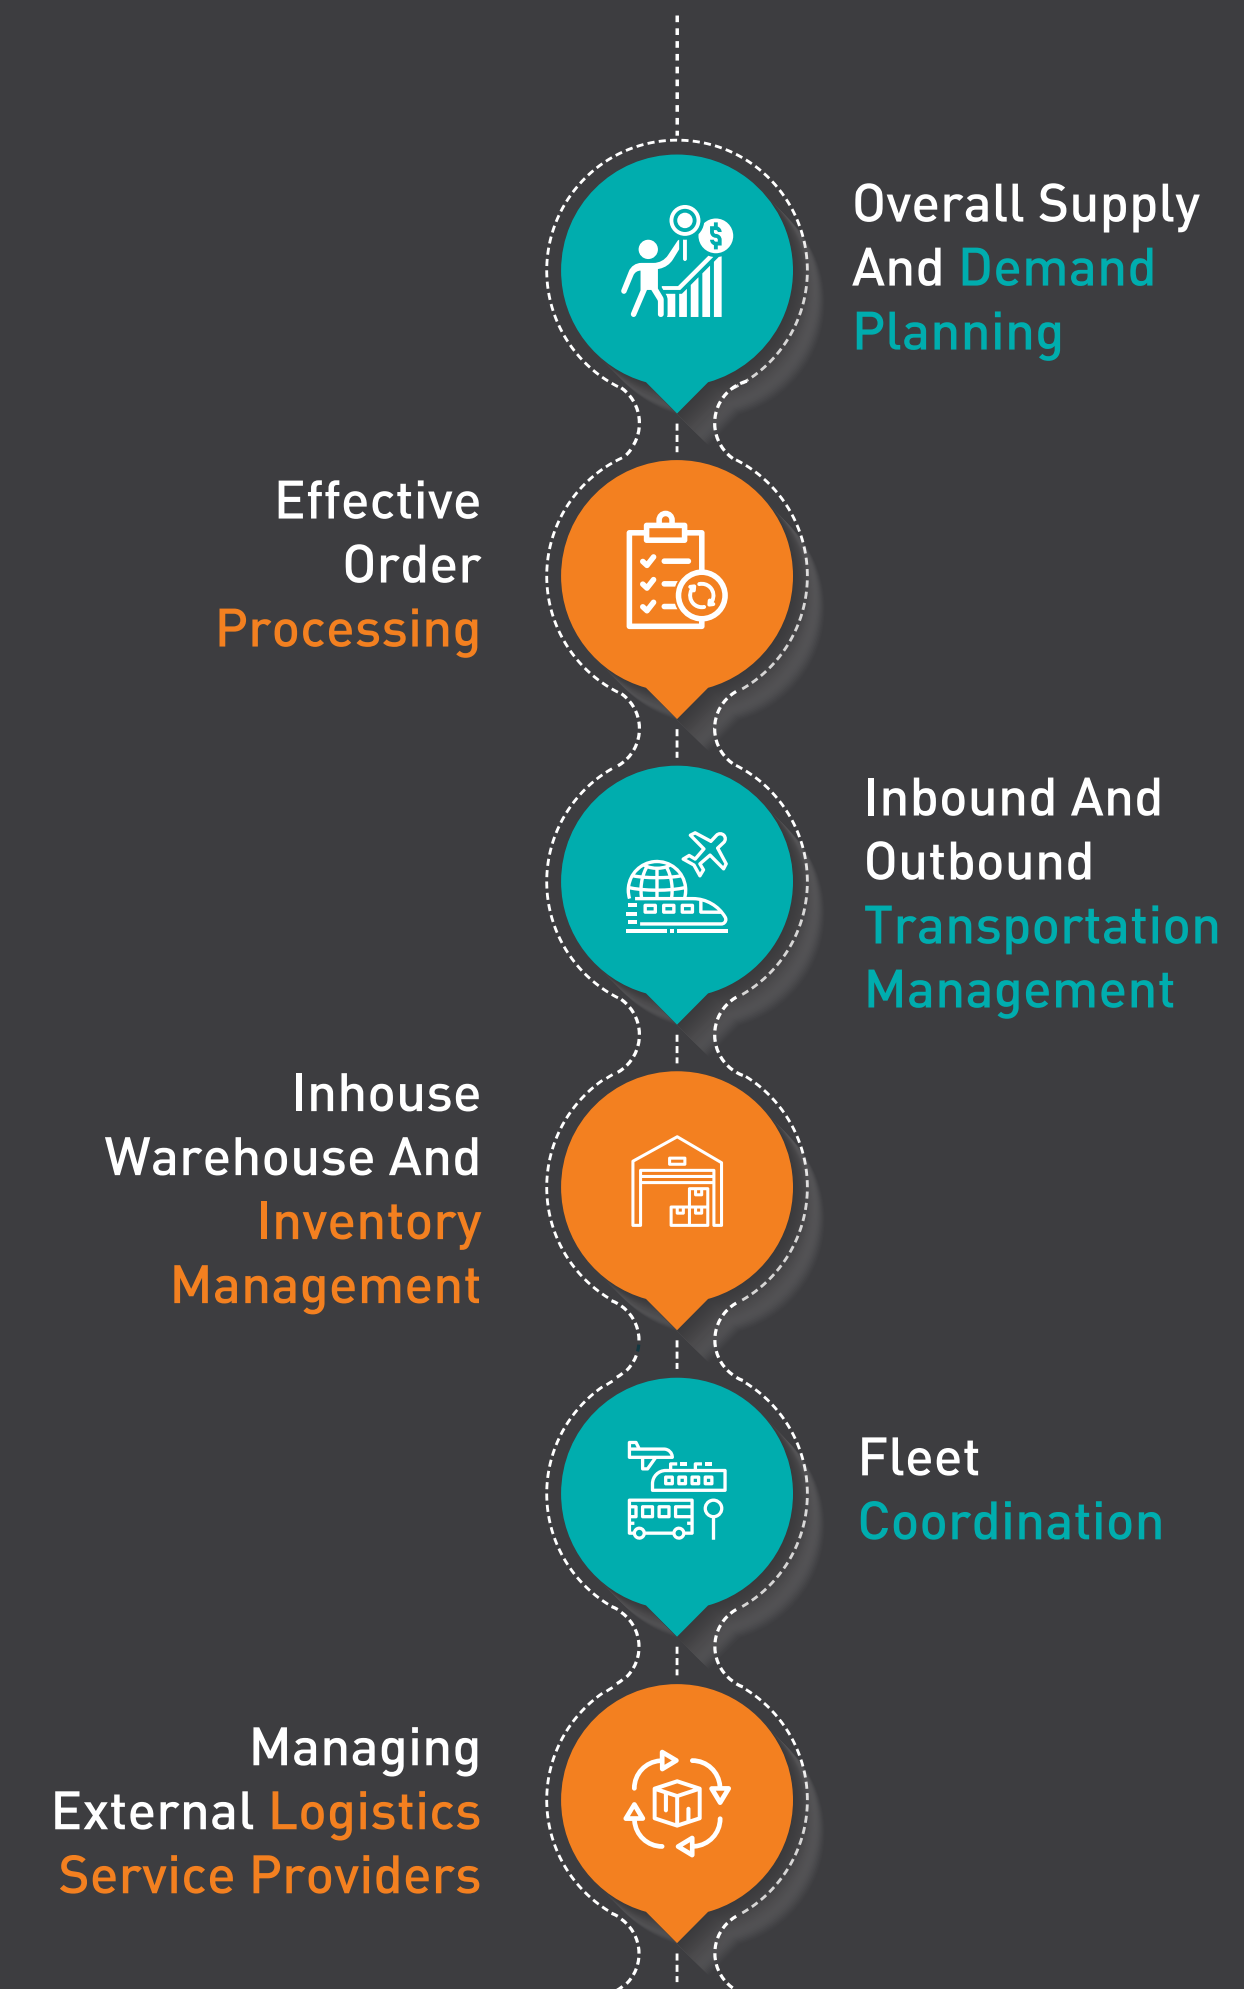 Overall Supply
And Demand
Planning
Effective
Order
Processing
Inbound And
Outbound
Transportation
Management
Inhouse
Warehouse And
Inventory
Management
Fleet
Coordination
Managing
External Logistics
Service Providers